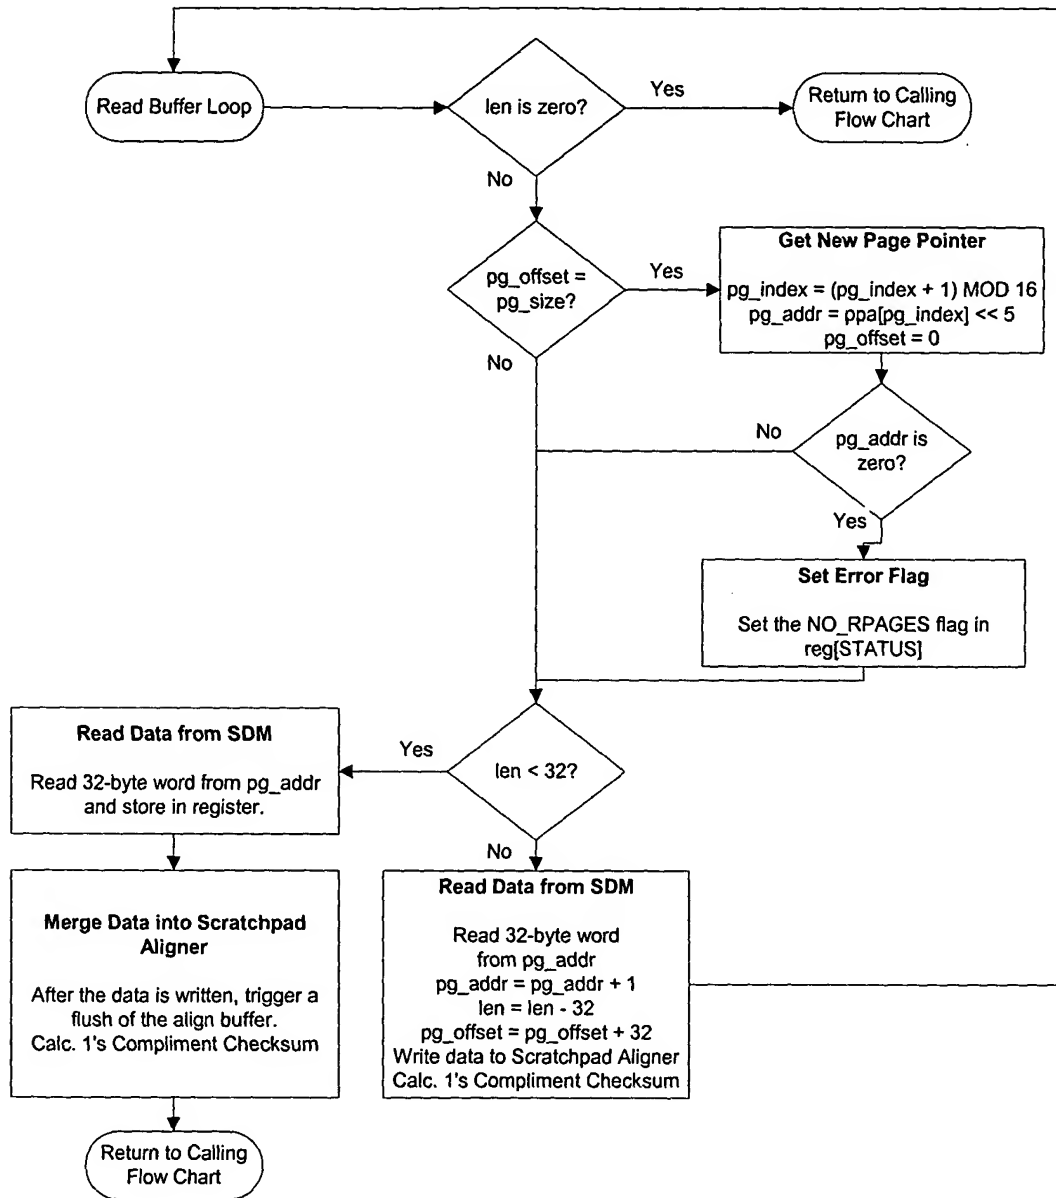 Read Buffer Loop
len is zero?
Yes
Return to Calling
Flow Chart
No
pg_offset =
pg_size?
Yes
No
Get New Page Pointer
pg_index = (pg_index + 1) MOD 16
pg_addr = ppa[pg_index] << 5
pg_offset = 0
pg_addr is
zero?
No
Yes
Set Error Flag
Set the NO_RPAGES flag in
reg[STATUS]
len < 32?
Yes
No
Read Data from SDM
Read 32-byte word from pg_addr
and store in register.
Merge Data into Scratchpad
Aligner
After the data is written, trigger a
flush of the align buffer.
Calc. 1's Compliment Checksum
Return to Calling
Flow Chart
Read Data from SDM
Read 32-byte word
from pg_addr
pg_addr = pg_addr + 1
len = len - 32
pg_offset = pg_offset + 32
Write data to Scratchpad Aligner
Calc. 1's Compliment Checksum